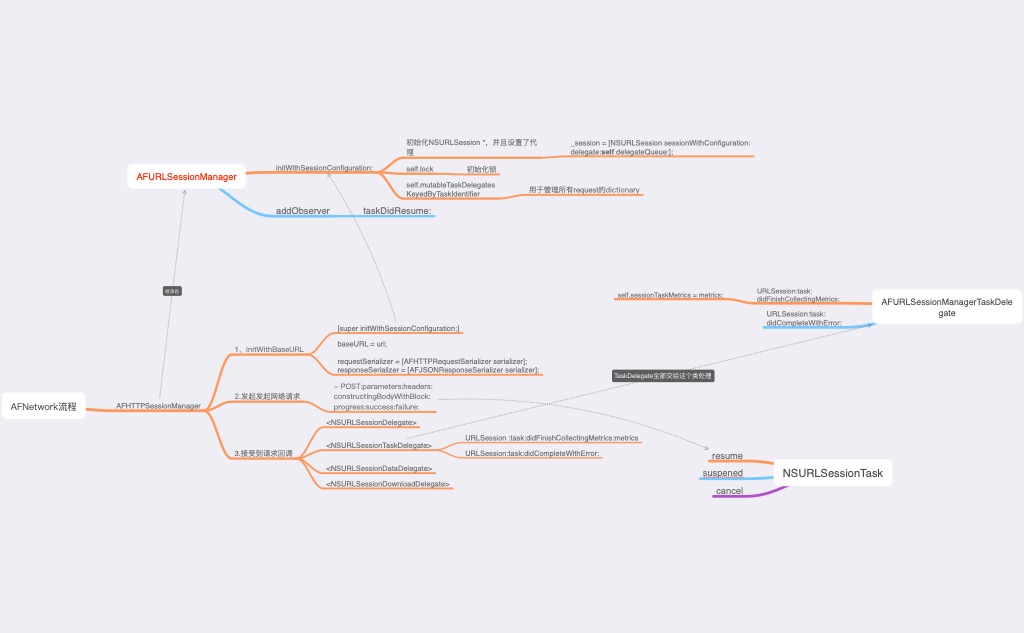 初始化NSURLSession *，并且设置了代
理
_session = [NSURLSession sessionWithConfiguration:
delegate:self delegateQueue:];
AFURLSessionManager
initWithSessionConfiguration:
self.lock
初始化锁
self.mutableTaskDelegates
KeyedByTaskIdentifier
用于管理所有request的dictionary
addObserver
taskDidResume:
继承自
self.sessionTaskMetrics = metrics;
URLSession:task:
didFinishCollectingMetrics:
URLSession:task:
didCompleteWithError:
AFURLSessionManagerTaskDele
gate
TaskDelegate全部交给这个类处理
AFNetwork流程
AFHTTPSessionManager
1、initWithBaseURL
[super initWithSessionConfiguration:]
baseURL = url;
requestSerializer = [AFHTTPRequestSerializer serializer];
responseSerializer = [AFJSONResponseSerializer serializer];
2.发起发起网络请求
– POST:parameters:headers:
constructingBodyWithBlock:
progress:success:failure:
3.接受到请求回调
<NSURLSessionDelegate>
<NSURLSessionTaskDelegate>
URLSession :task:didFinishCollectingMetrics:metrics
URLSession:task:didCompleteWithError:
<NSURLSessionDataDelegate>
<NSURLSessionDownloadDelegate>
resume
suspened
cancel
NSURLSessionTask